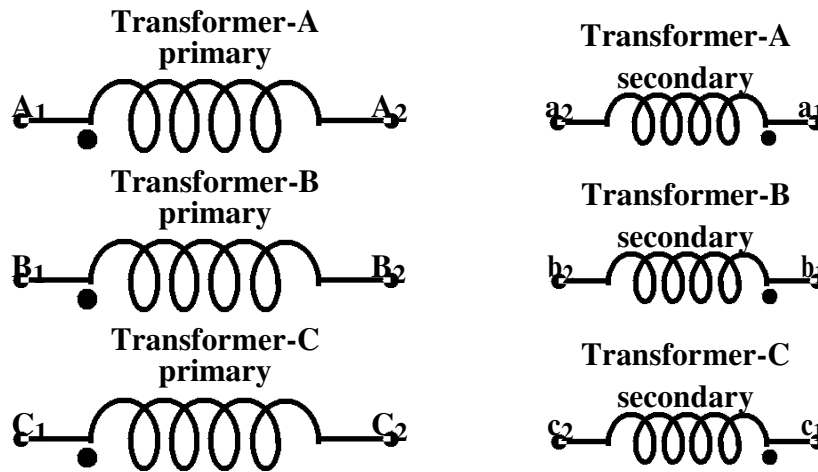 Transformer-A
primary
A1
A2
Transformer-A
secondary
a2
a1
Transformer-B
primary
B1
B2
Transformer-B
secondary
b2
b1
Transformer-C
primary
C1
C2
Transformer-C
secondary
c2
c1